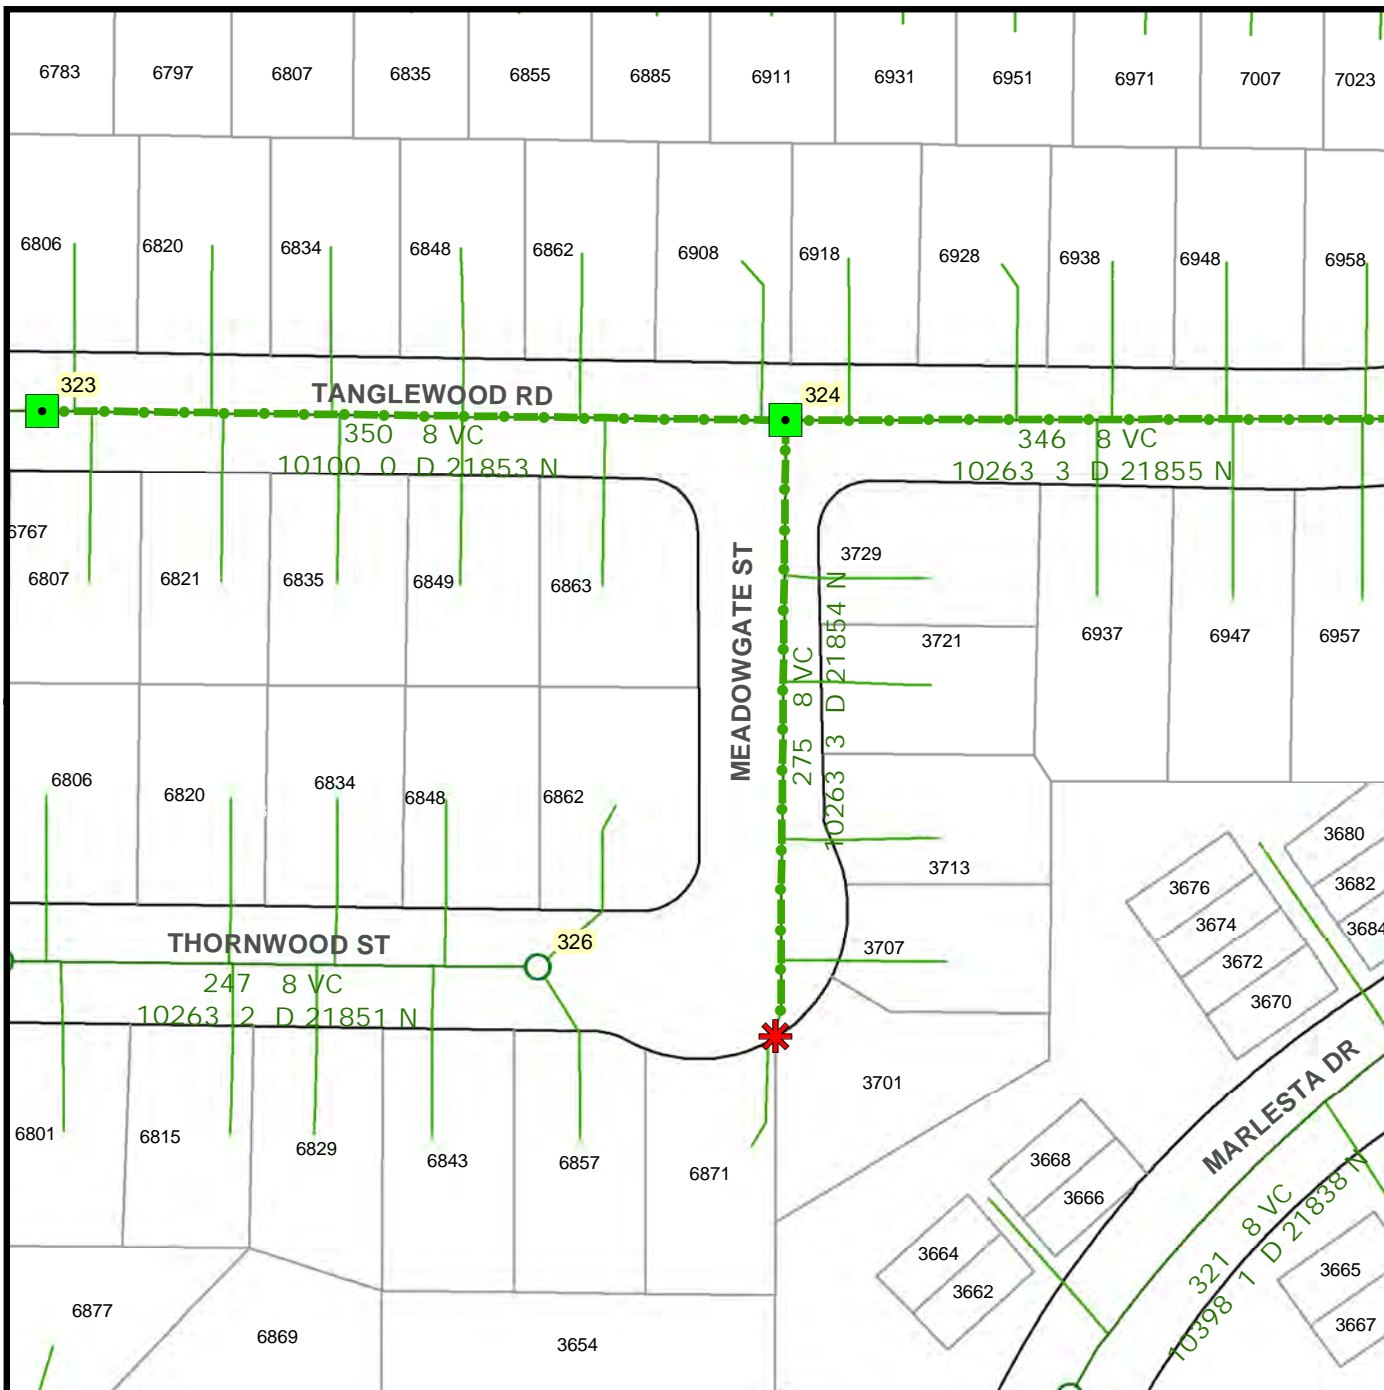 6783 6797 6807 6835 6855 6885 6911 6931 6951 6971 7007 7023
6806 6820 6834 6848 6862 6908 6918 6928 6938 6948 6958
323
TANGLEWOOD RD
324
350 8 VC
10100 0 D 21853 N
346 8 VC
10263 3 D 21855 N
6767
6807 6821 6835 6849 6863
MEADOWGATE ST
275 8 VC
10263 3 D 21854 N
3729
3721
6937 6947 6957
3713
3707
3701
6806 6820 6834 6848 6862
THORNWOOD ST
326
247 8 VC
10263 2 D 21851 N
6801 6815 6829 6843 6857 6871
3680
3682
3684
3676
3674
3672
3670
MARLESTA DR
3668
3666
3664
3662
321 8 VC
10398 1 D 21838 N
3665
3667
6877 6869 3654